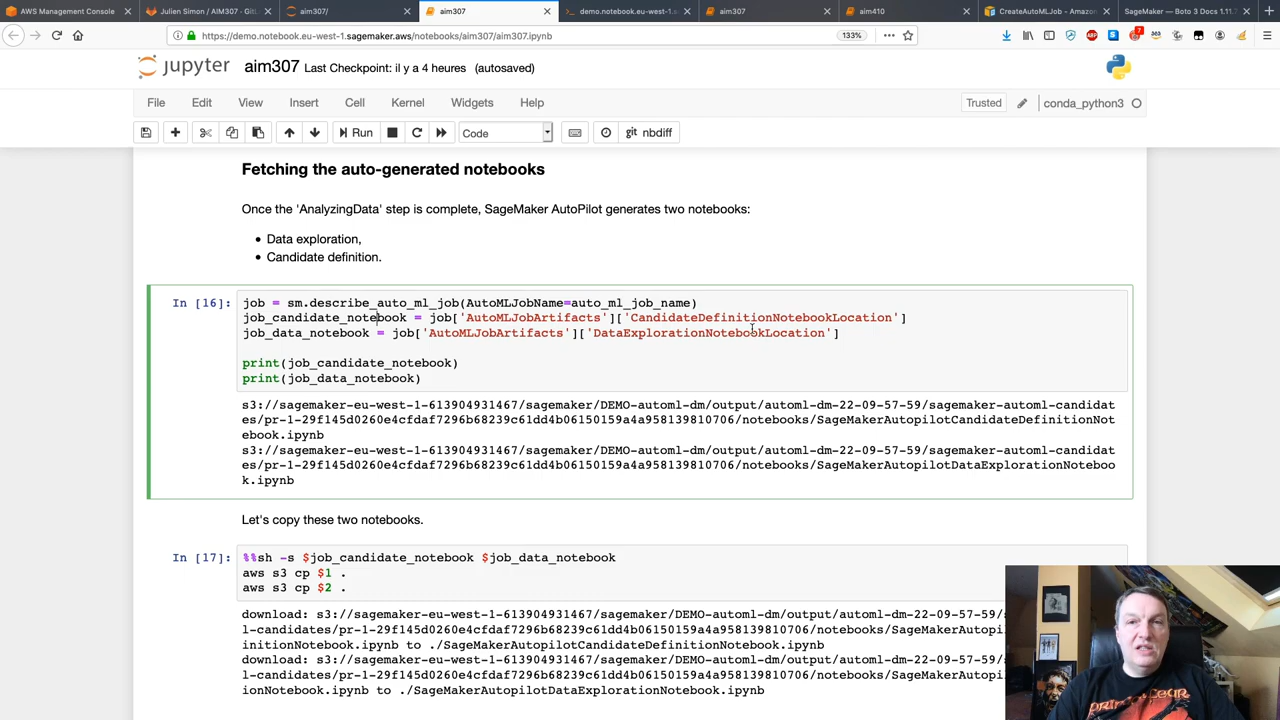 AWS Management Console
Julien Simon / AIM307 · GitL
aim307/
aim307
demo.notebook.eu-west-1.s
aim307
aim410
CreateAutoMLJob - Amazon
SageMaker — Boto 3 Docs 1.11.
https://demo.notebook.eu-west-1.sagemaker.aws/notebooks/aim307/aim307.ipynb
133%
jupyter aim307 Last Checkpoint: il y a 4 heures (autosaved)
File Edit View Insert Cell Kernel Widgets Help
Trusted conda_python3
Run Code git nbdiff
Fetching the auto-generated notebooks
Once the 'AnalyzingData' step is complete, SageMaker AutoPilot generates two notebooks:
• Data exploration,
• Candidate definition.
In [16]: job = sm.describe_auto_ml_job(AutoMLJobName=auto_ml_job_name)
job_candidate_notebook = job['AutoMLJobArtifacts']['CandidateDefinitionNotebookLocation']
job_data_notebook = job['AutoMLJobArtifacts']['DataExplorationNotebookLocation']
print(job_candidate_notebook)
print(job_data_notebook)
s3://sagemaker-eu-west-1-613904931467/sagemaker/DEMO-automl-dm/output/automl-dm-22-09-57-59/sagemaker-automl-candidat
es/pr-1-29f145d0260e4cfdaf7296b68239c61dd4b06150159a4a958139810706/notebooks/SageMakerAutopilotCandidateDefinitionNot
ebook.ipynb
s3://sagemaker-eu-west-1-613904931467/sagemaker/DEMO-automl-dm/output/automl-dm-22-09-57-59/sagemaker-automl-candidat
es/pr-1-29f145d0260e4cfdaf7296b68239c61dd4b06150159a4a958139810706/notebooks/SageMakerAutopilotDataExplorationNoteboo
k.ipynb
Let's copy these two notebooks.
In [17]: %%sh -s $job_candidate_notebook $job_data_notebook
aws s3 cp $1 .
aws s3 cp $2 .
download: s3://sagemaker-eu-west-1-613904931467/sagemaker/DEMO-automl-dm/output/automl-dm-22-09-57-59/
l-candidates/pr-1-29f145d0260e4cfdaf7296b68239c61dd4b06150159a4a958139810706/notebooks/SageMakerAutopi
initionNotebook.ipynb to ./SageMakerAutopilotCandidateDefinitionNotebook.ipynb
download: s3://sagemaker-eu-west-1-613904931467/sagemaker/DEMO-automl-dm/output/automl-dm-22-09-57-59/
l-candidates/pr-1-29f145d0260e4cfdaf7296b68239c61dd4b06150159a4a958139810706/notebooks/SageMakerAutopi
onNotebook.ipynb to ./SageMakerAutopilotDataExplorationNotebook.ipynb